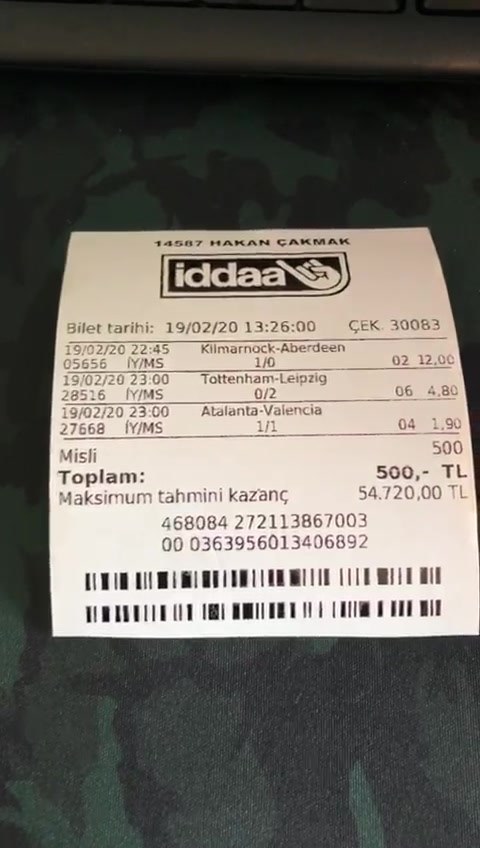 14587 HAKAN ÇAKMAK
iddaa
Bilet tarihi: 19/02/20 13:26:00 ÇEK 30083
19/02/20 22:45 Kilmarnock-Aberdeen
05656 İY/MS 1/0 02 12,00
19/02/20 23:00 Tottenham-Leipzig
28516 İY/MS 0/2 06 4,80
19/02/20 23:00 Atalanta-Valencia
27668 İY/MS 1/1 04 1,90
Misli 500
Toplam: 500,- TL
Maksimum tahmini kazanç 54.720,00 TL
468084 272113867003
00 0363956013406892